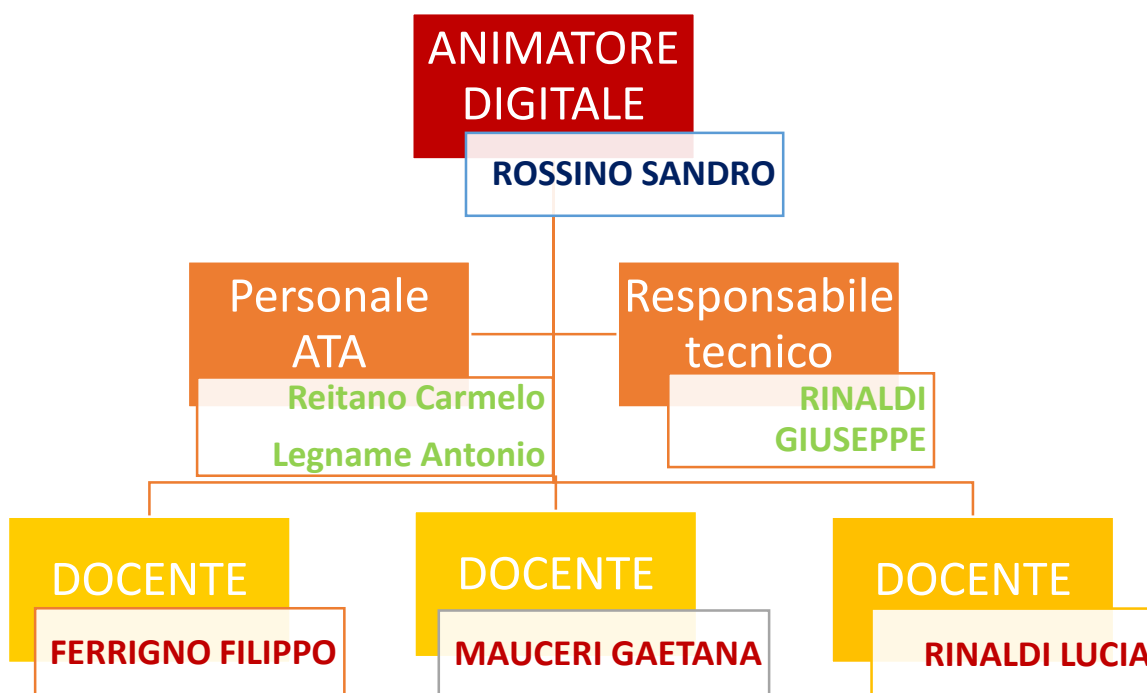 ANIMATORE
DIGITALE
ROSSINO SANDRO
Personale
ATA
Reitano Carmelo
Legname Antonio
Responsabile
tecnico
RINALDI
GIUSEPPE
DOCENTE
FERRIGNO FILIPPO
DOCENTE
MAUCERI GAETANA
DOCENTE
RINALDI LUCIA